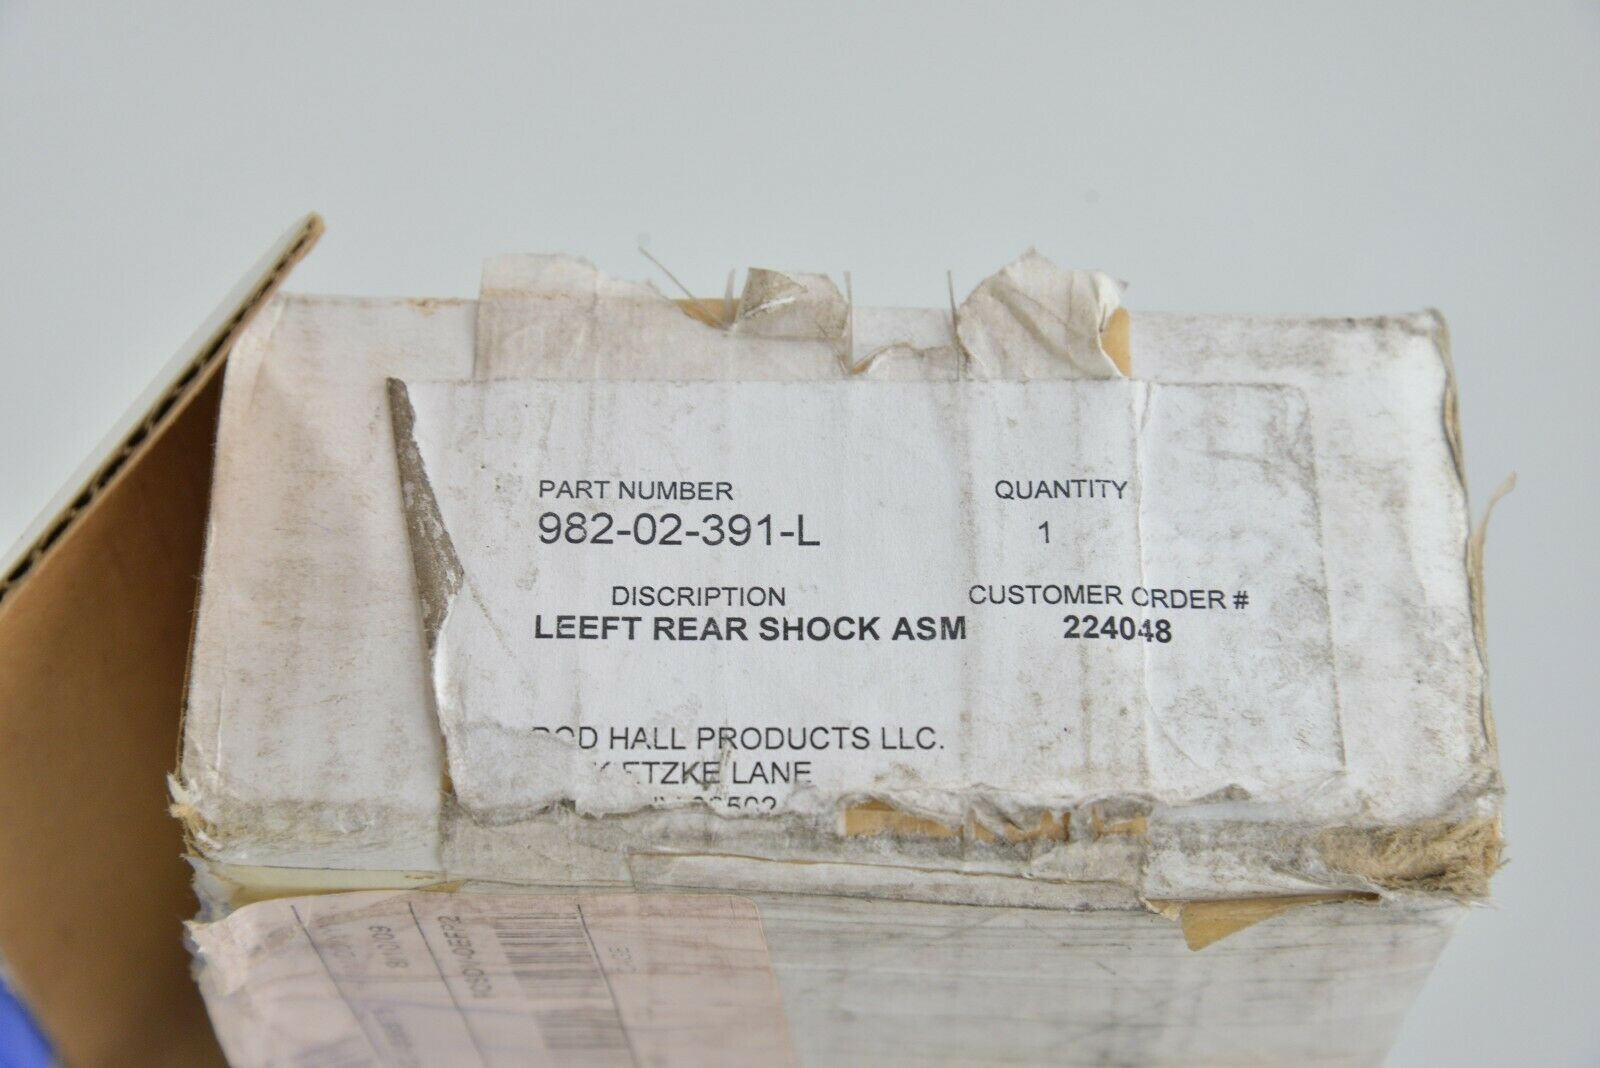 PART NUMBER QUANTITY
982-02-391-L 1
DISCRIPTION CUSTOMER ORDER #
LEEFT REAR SHOCK ASM 224048
HALL PRODUCTS LLC.
LANE